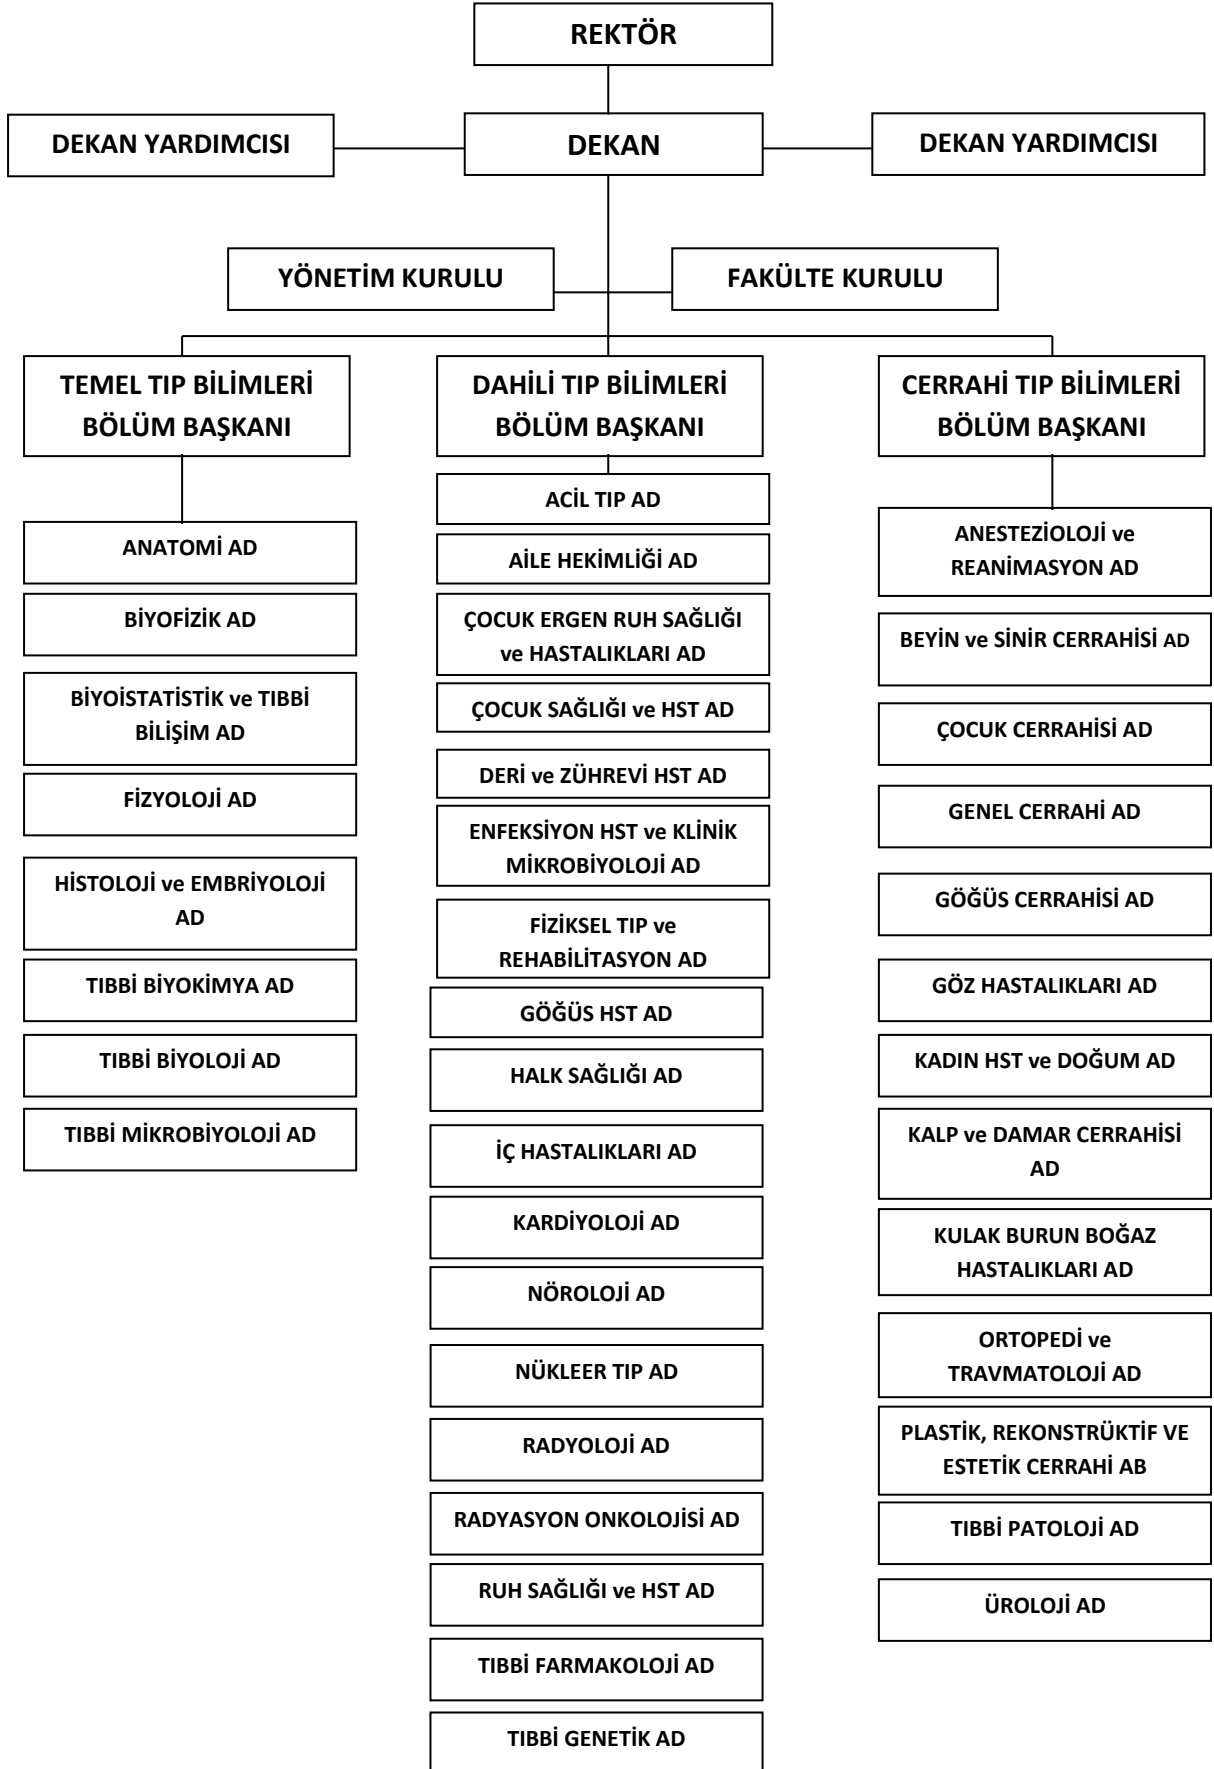 REKTÖR
DEKAN YARDIMCISI
DEKAN
DEKAN YARDIMCISI
YÖNETİM KURULU
FAKÜLTE KURULU
TEMEL TIP BİLİMLERİ
BÖLÜM BAŞKANI
DAHİLİ TIP BİLİMLERİ
BÖLÜM BAŞKANI
CERRAHİ TIP BİLİMLERİ
BÖLÜM BAŞKANI
ANATOMİ AD
BİYOFİZİK AD
BİYOİSTATİSTİK ve TIBBİ
BİLİŞİM AD
FİZYOLOJİ AD
HİSTOLOJİ ve EMBRİYOLOJİ
AD
TIBBİ BİYOKİMYA AD
TIBBİ BİYOLOJİ AD
TIBBİ MİKROBİYOLOJİ AD
ACİL TIP AD
AİLE HEKİMLİĞİ AD
ÇOCUK ERGEN RUH SAĞLIĞI
ve HASTALIKLARI AD
ÇOCUK SAĞLIĞI ve HST AD
DERİ ve ZÜHREVİ HST AD
ENFEKSİYON HST ve KLİNİK
MİKROBİYOLOJİ AD
FİZİKSEL TIP ve
REHABİLİTASYON AD
GÖĞÜS HST AD
HALK SAĞLIĞI AD
İÇ HASTALIKLARI AD
KARDİYOLOJİ AD
NÖROLOJİ AD
NÜKLEER TIP AD
RADYOLOJİ AD
RADYASYON ONKOLOJİSİ AD
RUH SAĞLIĞI ve HST AD
TIBBİ FARMAKOLOJİ AD
TIBBİ GENETİK AD
ANESTEZİOLOJİ ve
REANİMASYON AD
BEYİN ve SİNİR CERRAHİSİ AD
ÇOCUK CERRAHİSİ AD
GENEL CERRAHİ AD
GÖĞÜS CERRAHİSİ AD
GÖZ HASTALIKLARI AD
KADIN HST ve DOĞUM AD
KALP ve DAMAR CERRAHİSİ
AD
KULAK BURUN BOĞAZ
HASTALIKLARI AD
ORTOPEDİ ve
TRAVMATOLOJİ AD
PLASTİK, REKONSTRÜKTİF VE
ESTETİK CERRAHİ AB
TIBBİ PATOLOJİ AD
ÜROLOJİ AD